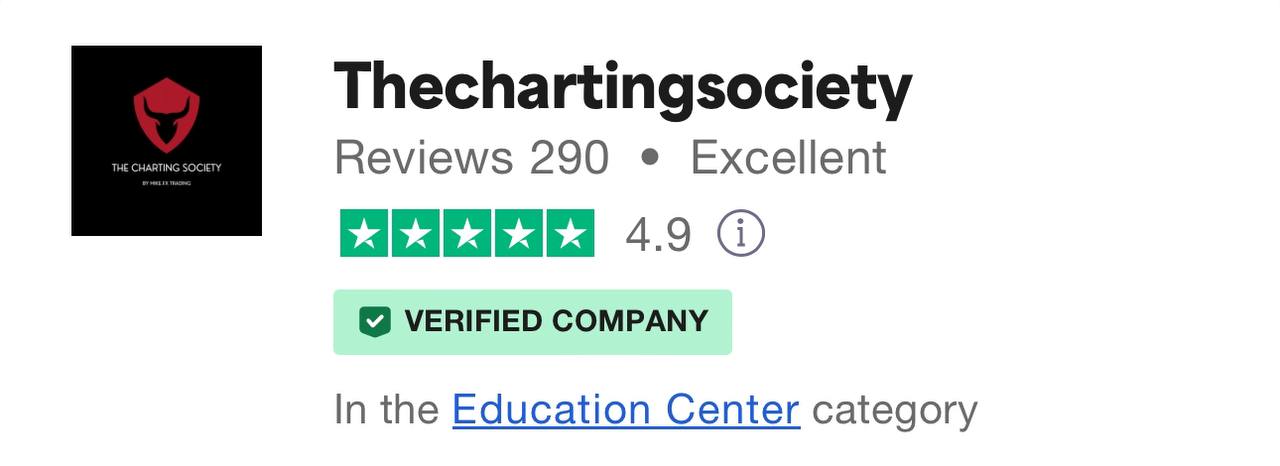 THE CHARTING SOCIETY
BY MIKE FX TRADING
Thechartingsociety
Reviews 290 • Excellent
4.9
VERIFIED COMPANY
In the Education Center category